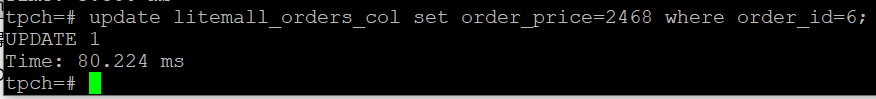 tpch=# update litemall_orders_col set order_price=2468 where order_id=6;
UPDATE 1
Time: 80.224 ms
tpch=#